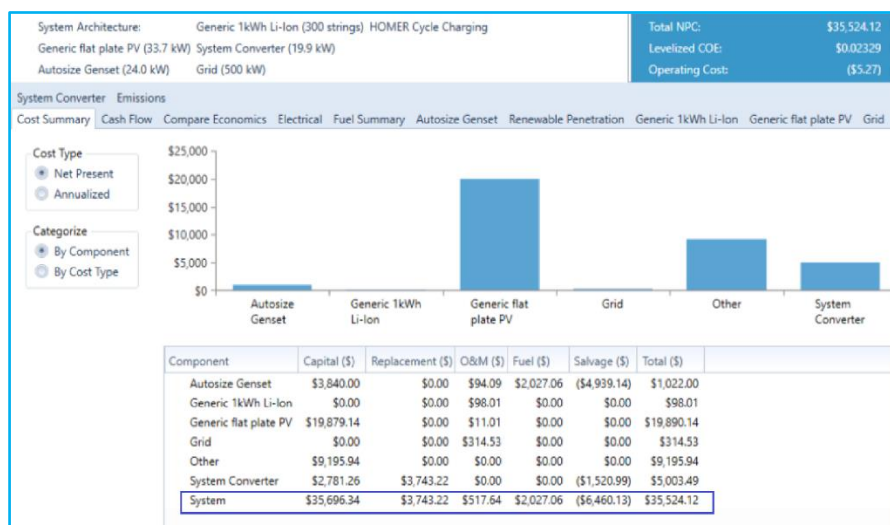 System Architecture: Generic 1kWh Li-Ion (300 strings) HOMER Cycle Charging
Generic flat plate PV (33.7 kW) System Converter (19.9 kW)
Autosize Genset (24.0 kW) Grid (500 kW)
Total NPC: $35,524.12
Levelized COE: $0.02329
Operating Cost: ($5.27)
System Converter Emissions
Cost Summary Cash Flow Compare Economics Electrical Fuel Summary Autosize Genset Renewable Penetration Generic 1kWh Li-Ion Generic flat plate PV Grid
Cost Type
Net Present
Annualized
Categorize
By Component
By Cost Type
$25,000
$20,000
$15,000
$10,000
$5,000
$0
Autosize Genset
Generic 1kWh Li-Ion
Generic flat plate PV
Grid
Other
System Converter
Component Capital ($) Replacement ($) O&M ($) Fuel ($) Salvage ($) Total ($)
Autosize Genset $3,840.00 $0.00 $94.09 $2,027.06 ($4,939.14) $1,022.00
Generic 1kWh Li-Ion $0.00 $0.00 $98.01 $0.00 $0.00 $98.01
Generic flat plate PV $19,879.14 $0.00 $11.01 $0.00 $0.00 $19,890.14
Grid $0.00 $0.00 $314.53 $0.00 $0.00 $314.53
Other $9,195.94 $0.00 $0.00 $0.00 $0.00 $9,195.94
System Converter $2,781.26 $3,743.22 $0.00 $0.00 ($1,520.99) $5,003.49
System $35,696.34 $3,743.22 $517.64 $2,027.06 ($6,460.13) $35,524.12